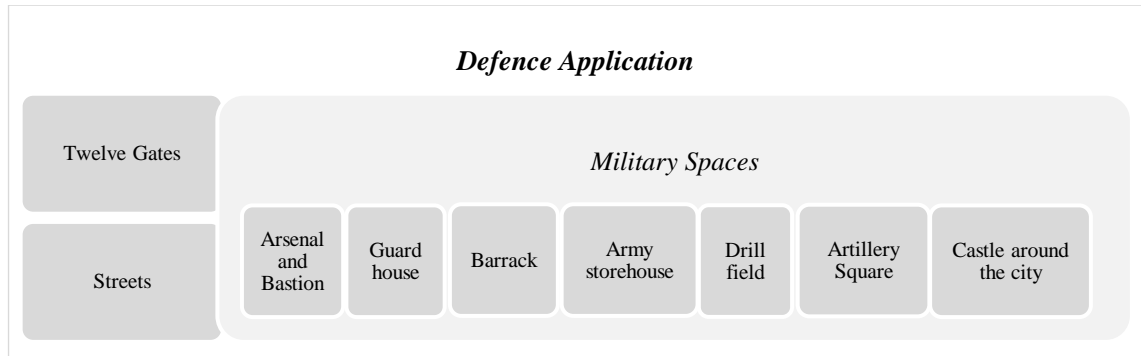 Defence Application
Twelve Gates
Streets
Military Spaces
Arsenal
and
Bastion
Guard
house
Barrack
Army
storehouse
Drill
field
Artillery
Square
Castle around
the city